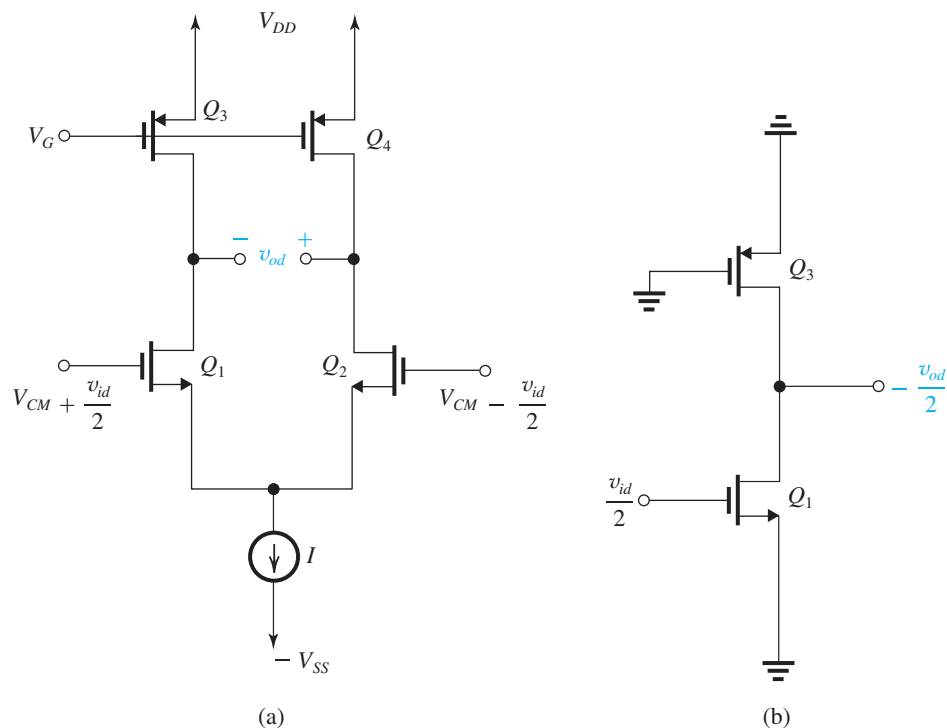 V_DD
Q_3
V_G
Q_4
− v_od +
Q_1
Q_2
V_CM + v_id/2
V_CM − v_id/2
I
− V_SS
(a)
Q_3
− v_od/2
v_id/2
Q_1
(b)